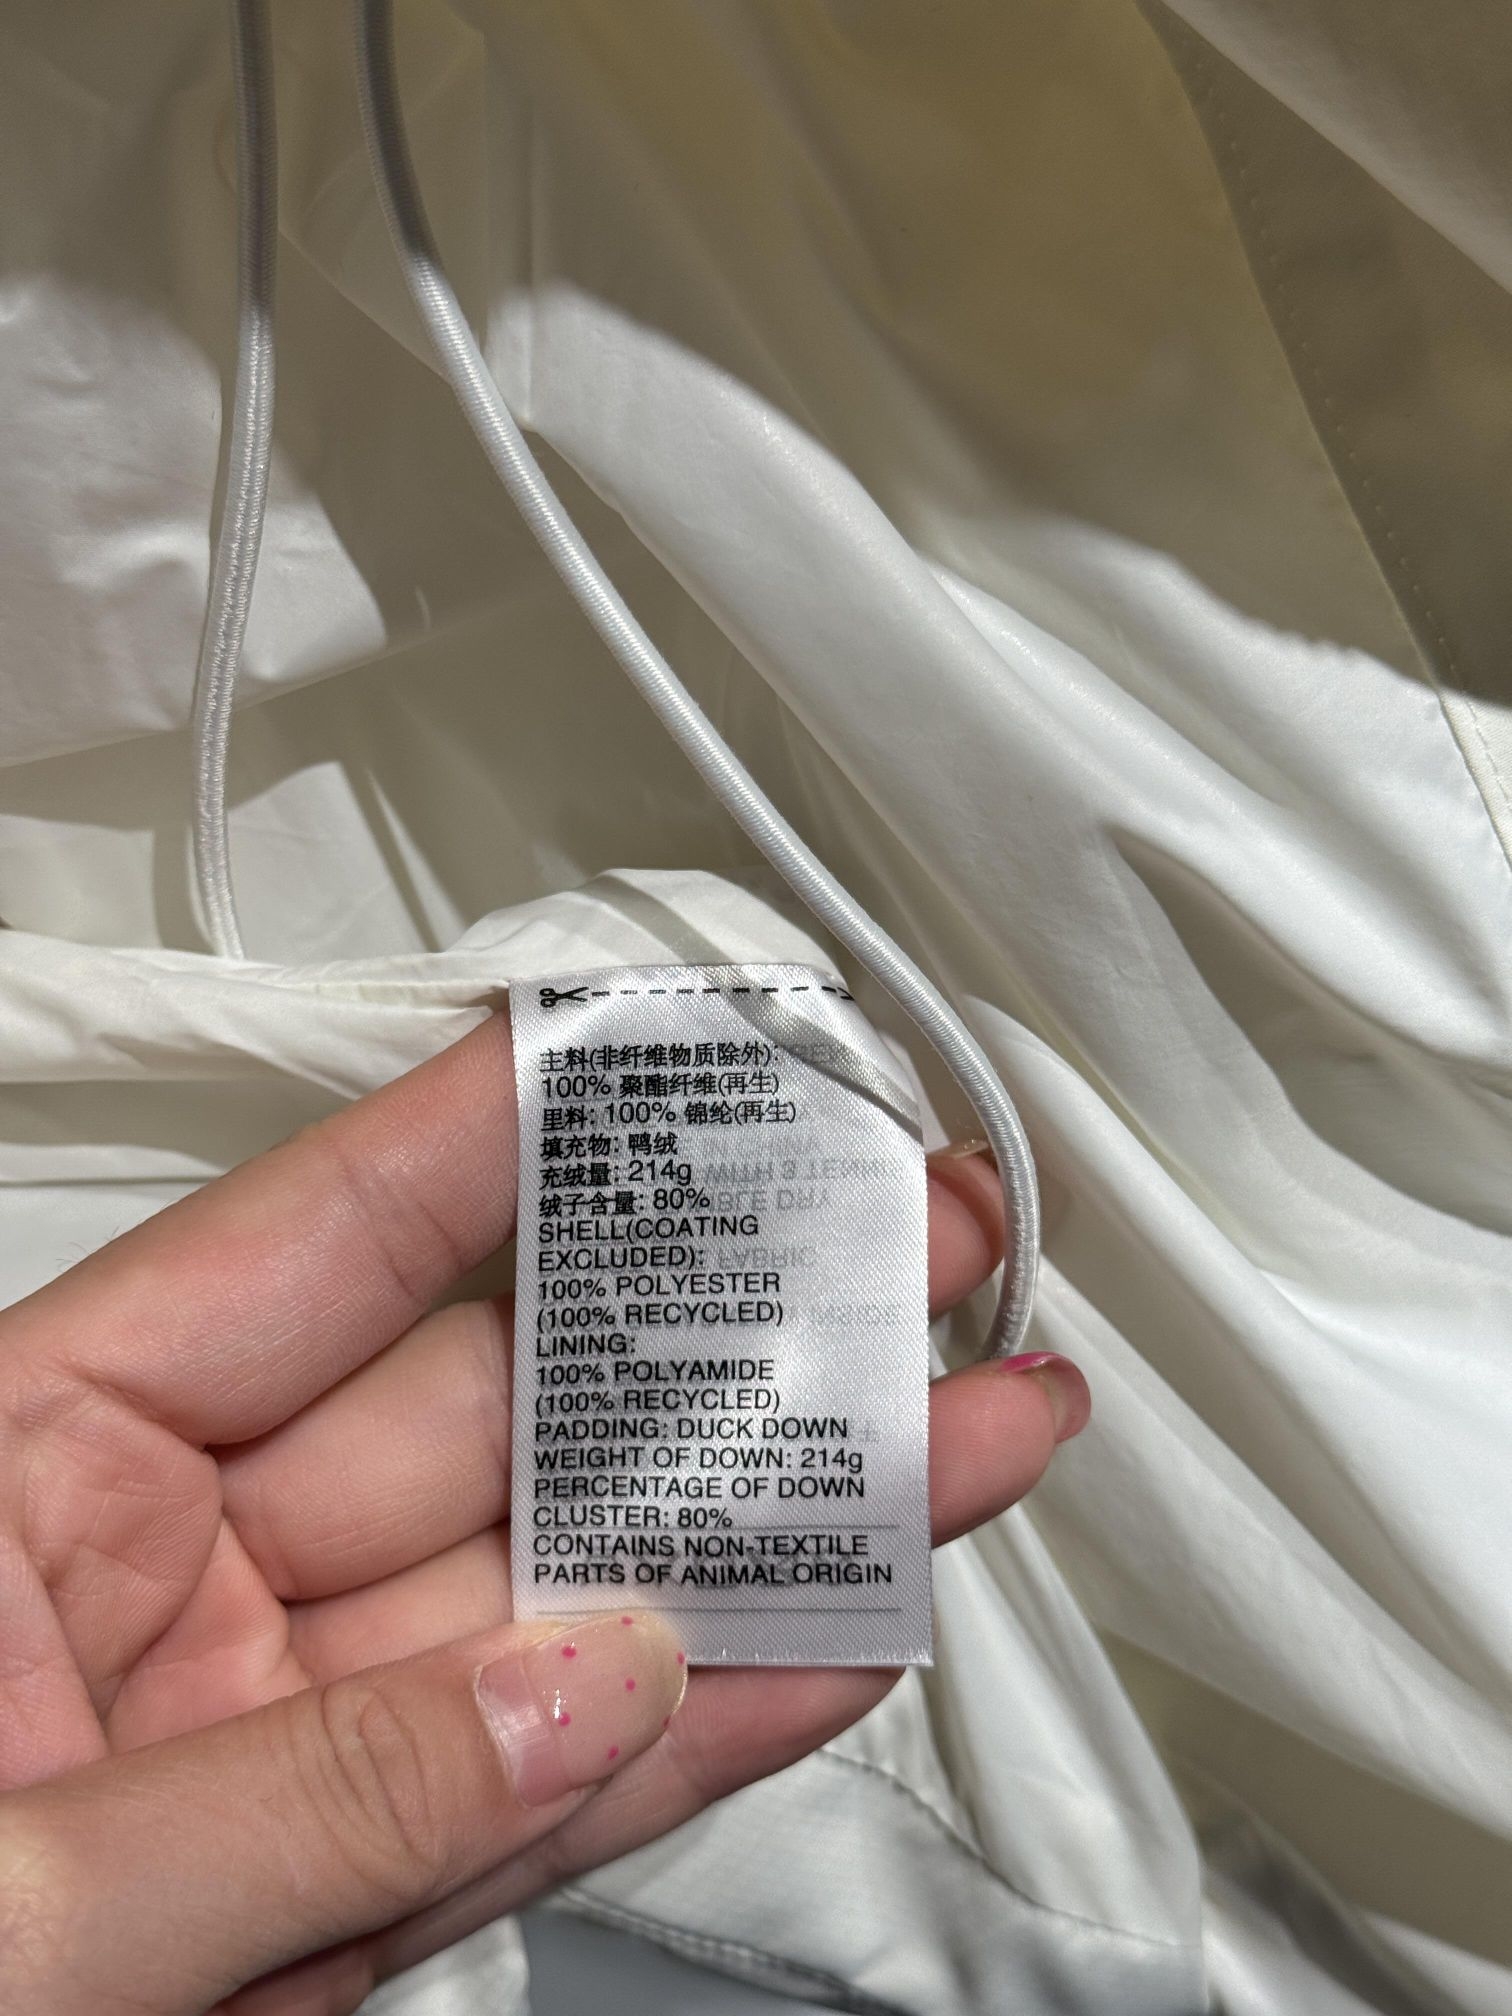 主料(非纤维物质除外):
100% 聚酯纤维(再生)
里料: 100% 锦纶(再生)
填充物: 鸭绒
充绒量: 214g
绒子含量: 80%
SHELL(COATING
EXCLUDED):
100% POLYESTER
(100% RECYCLED)
LINING:
100% POLYAMIDE
(100% RECYCLED)
PADDING: DUCK DOWN
WEIGHT OF DOWN: 214g
PERCENTAGE OF DOWN
CLUSTER: 80%
CONTAINS NON-TEXTILE
PARTS OF ANIMAL ORIGIN